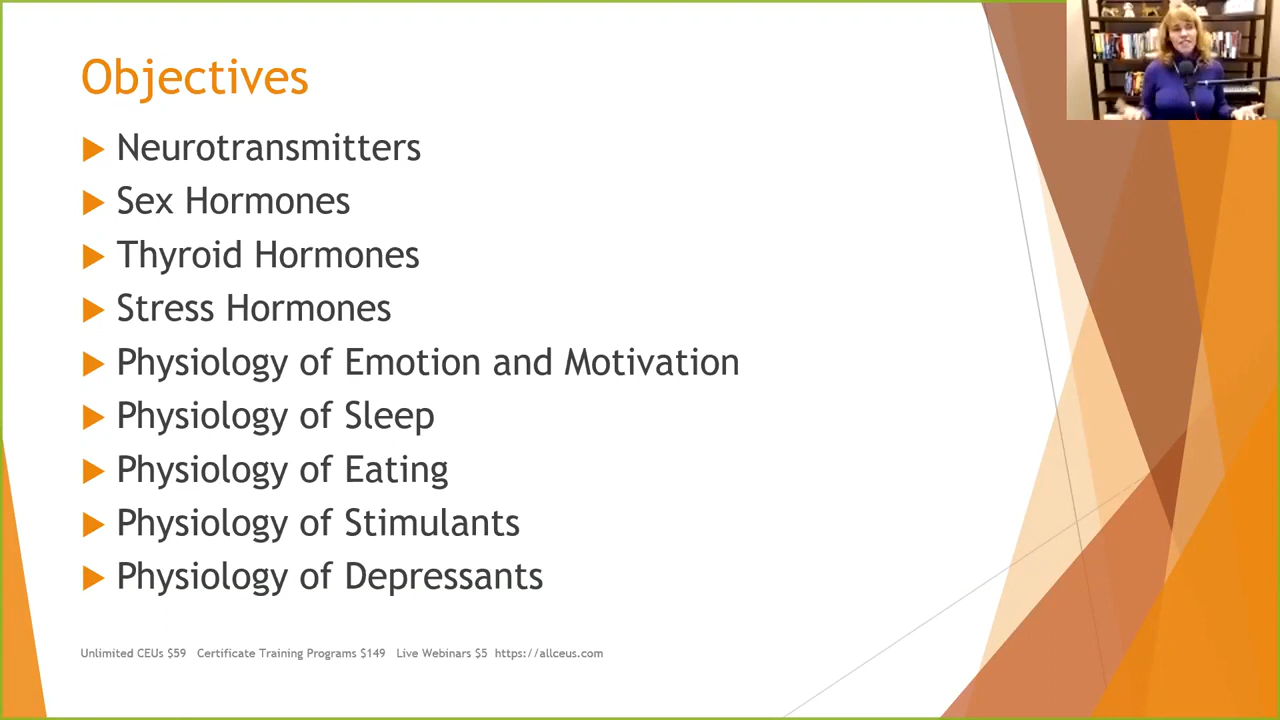 Objectives
Neurotransmitters
Sex Hormones
Thyroid Hormones
Stress Hormones
Physiology of Emotion and Motivation
Physiology of Sleep
Physiology of Eating
Physiology of Stimulants
Physiology of Depressants
Unlimited CEUs $59 Certificate Training Programs $149 Live Webinars $5 https://allceus.com